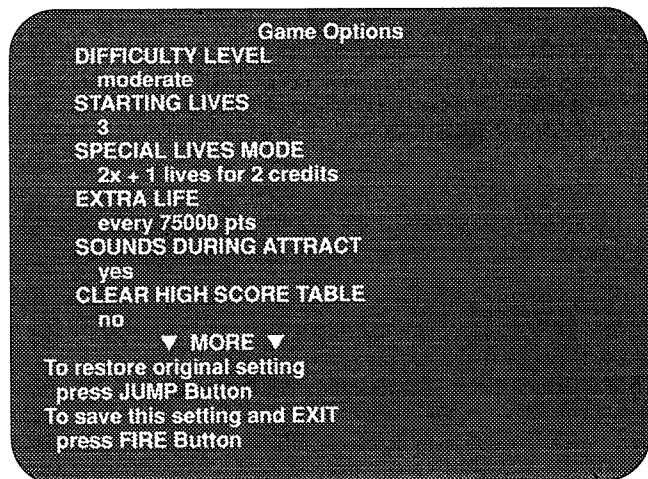 Game Options
DIFFICULTY LEVEL
moderate
STARTING LIVES
3
SPECIAL LIVES MODE
2x + 1 lives for 2 credits
EXTRA LIFE
every 75000 pts
SOUNDS DURING ATTRACT
yes
CLEAR HIGH SCORE TABLE
no
▼ MORE ▼
To restore original setting
press JUMP Button
To save this setting and EXIT
press FIRE Button